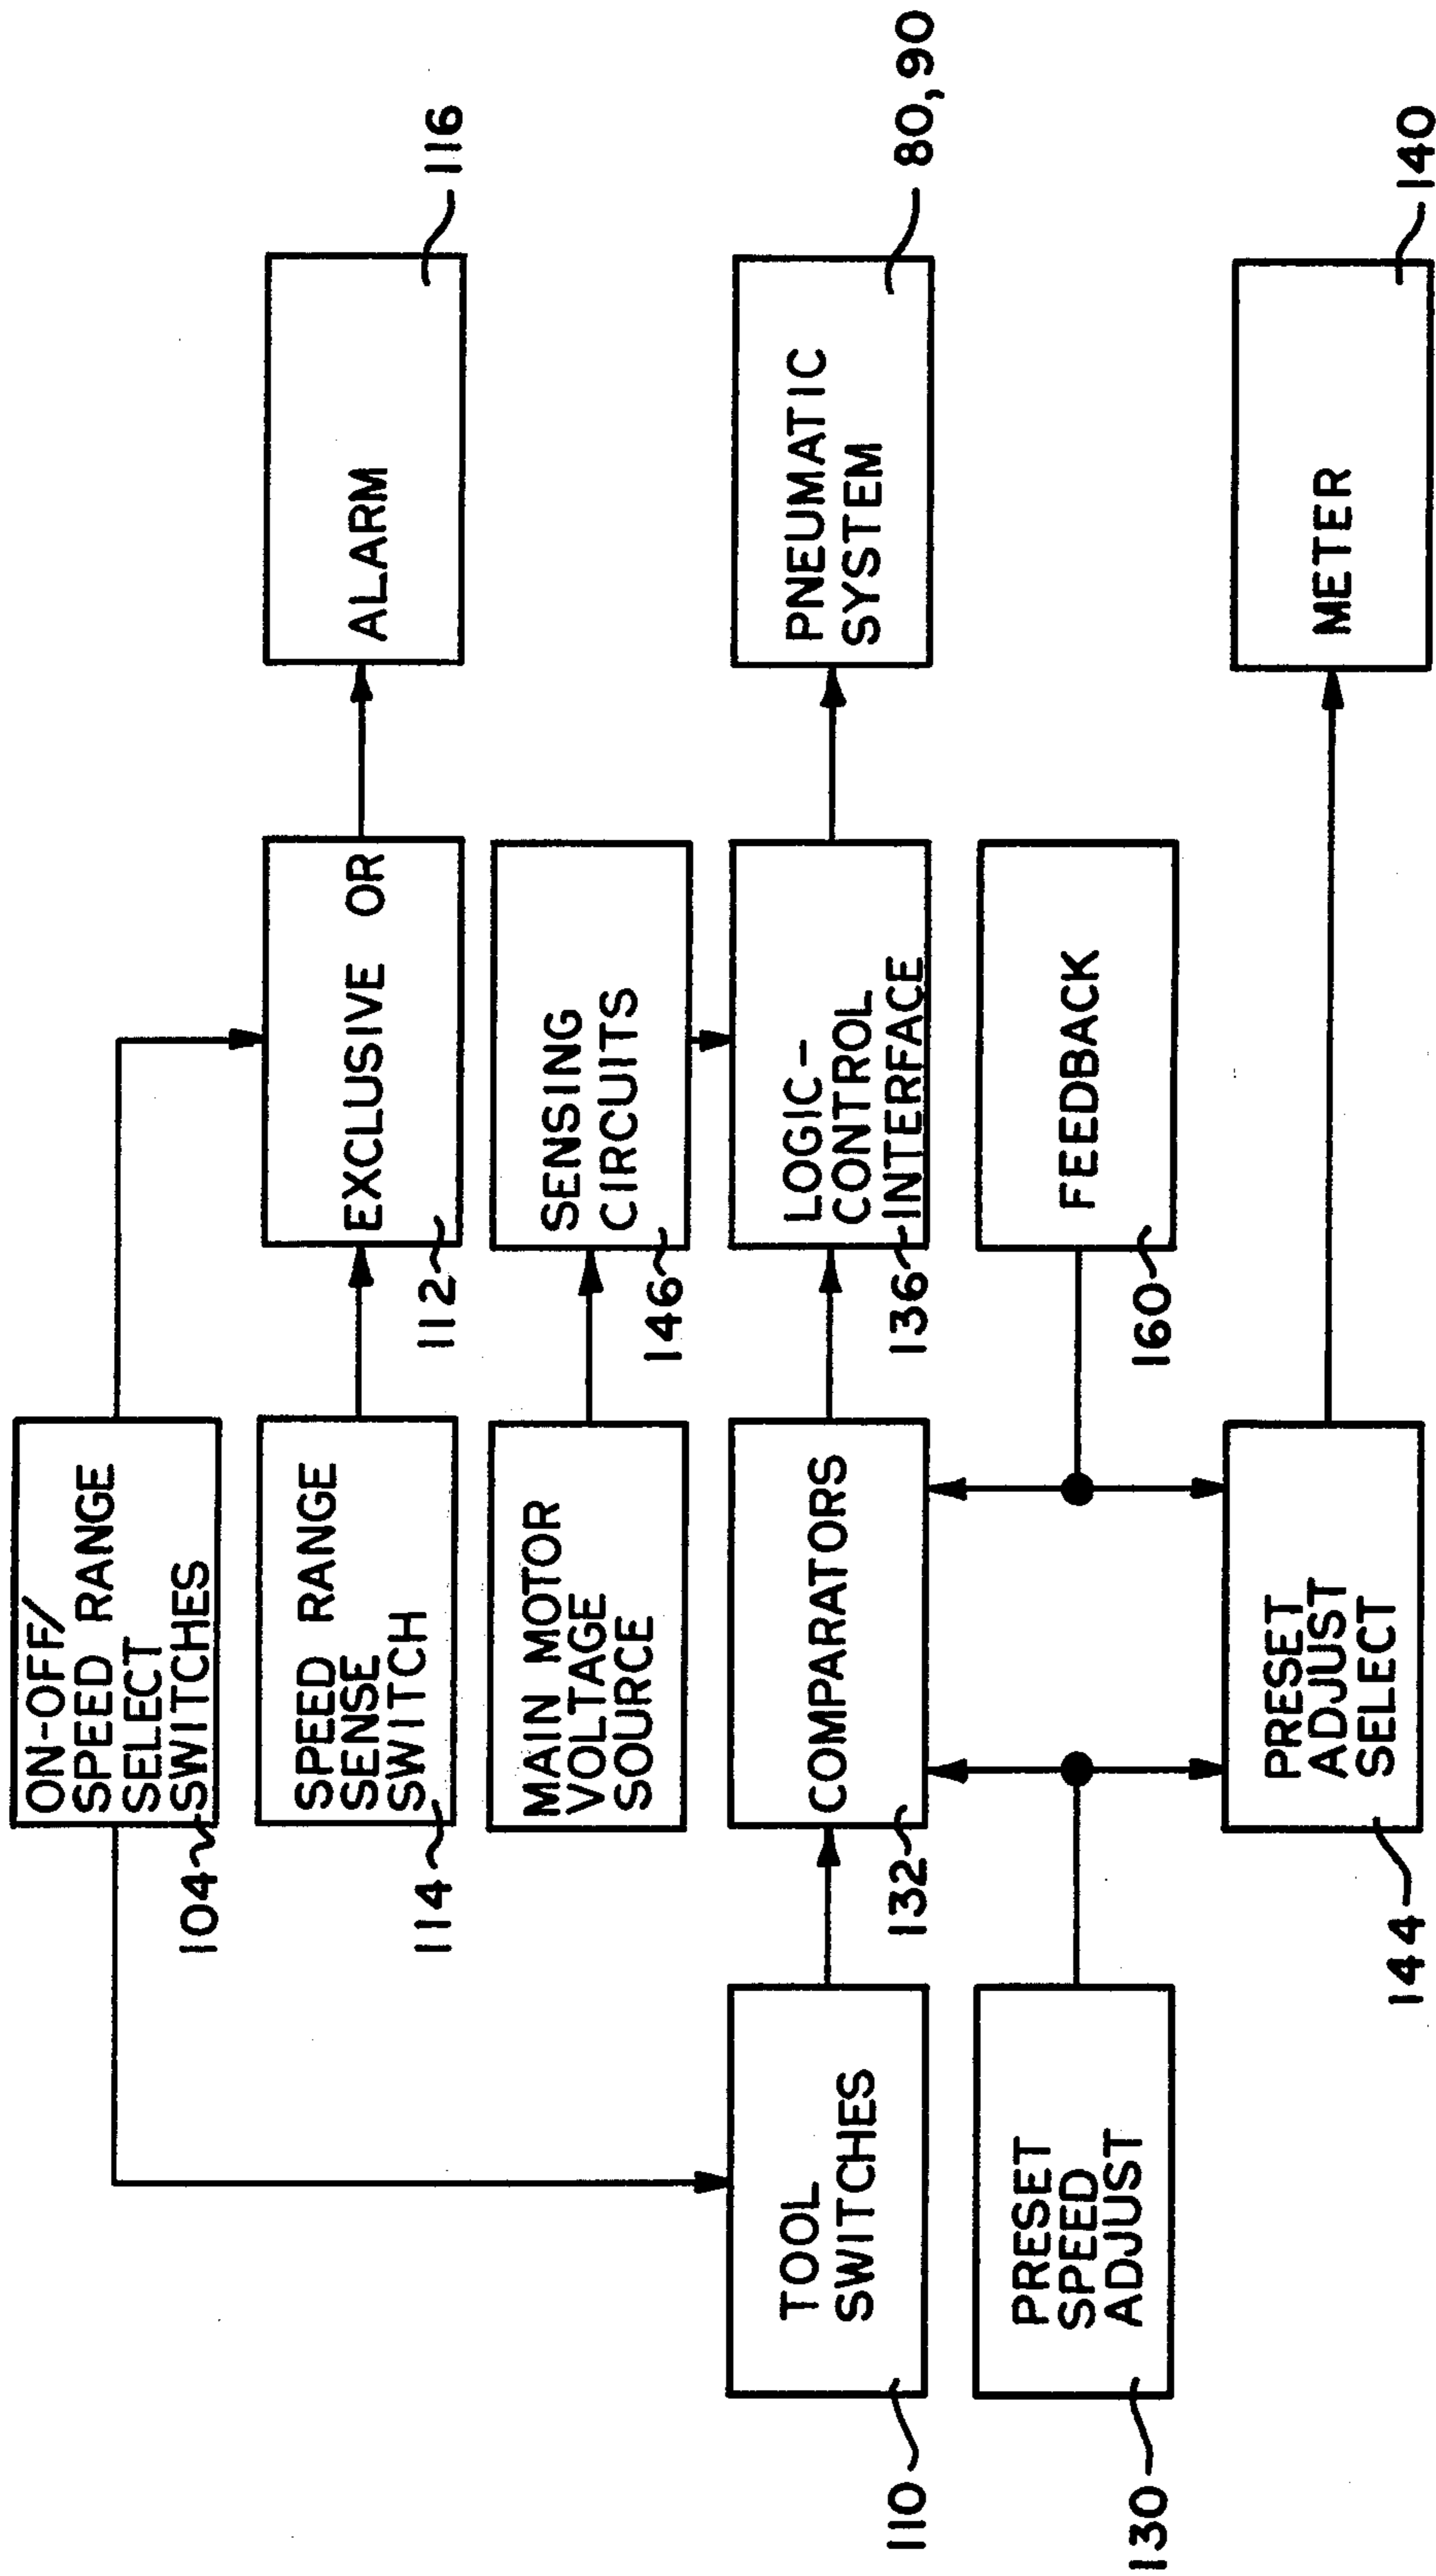 ON-OFF/
SPEED RANGE
SELECT
SWITCHES
104
SPEED RANGE
SENSE
SWITCH
114
EXCLUSIVE OR
112
ALARM
116
MAIN MOTOR
VOLTAGE
SOURCE
SENSING
CIRCUITS
146
TOOL
SWITCHES
110
COMPARATORS
132
LOGIC-
CONTROL
INTERFACE
136
PNEUMATIC
SYSTEM
80,90
PRESET
SPEED
ADJUST
130
FEEDBACK
160
PRESET
ADJUST
SELECT
144
METER
140